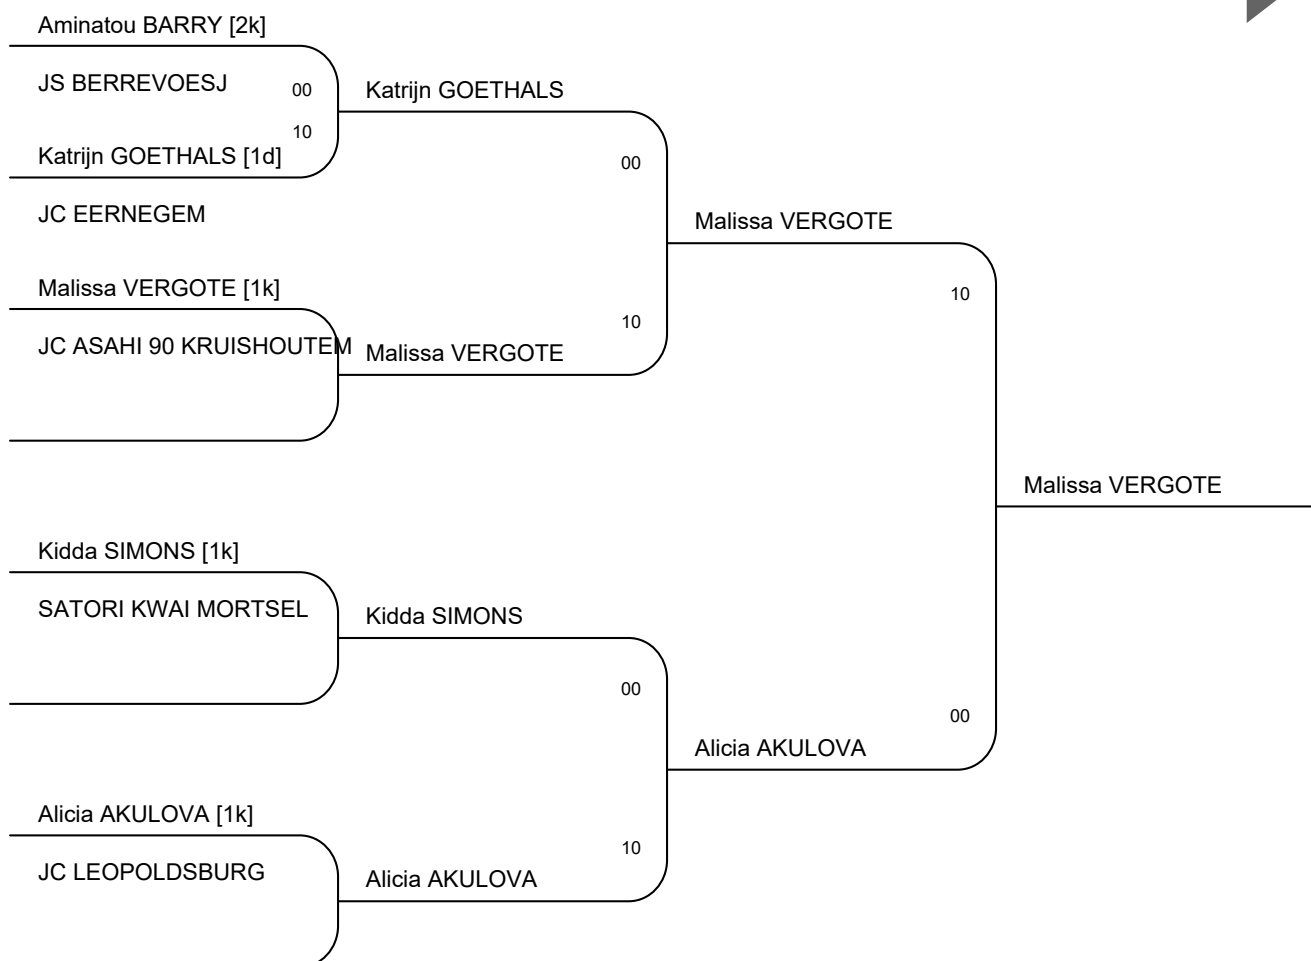 Aminatou BARRY [2k]
JS BERREVOESJ
00
Katrijn GOETHALS
10
Katrijn GOETHALS [1d]
00
JC EERNEGEM
Malissa VERGOTE
Malissa VERGOTE [1k]
10
10
JC ASAHI 90 KRUISHOUTEM
Malissa VERGOTE
Malissa VERGOTE
Kidda SIMONS [1k]
SATORI KWAI MORTSEL
Kidda SIMONS
00
00
Alicia AKULOVA
Alicia AKULOVA [1k]
10
JC LEOPOLDSBURG
Alicia AKULOVA